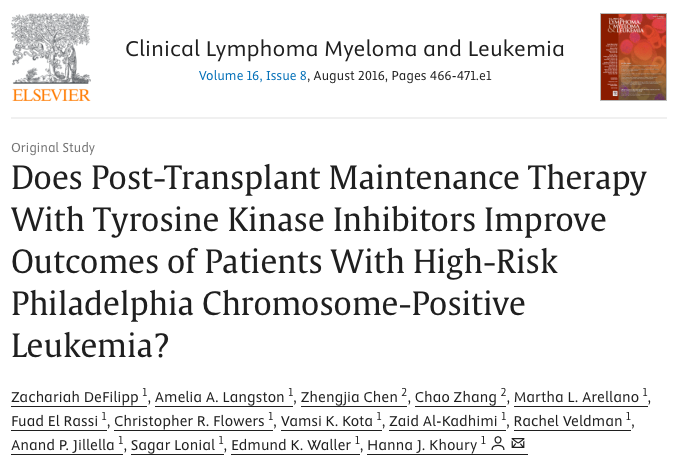 ELSEVIER
Clinical Lymphoma Myeloma and Leukemia
Volume 16, Issue 8, August 2016, Pages 466-471.e1
LYMPHOMA
MYELOMA
& LEUKEMIA
Original Study
Does Post-Transplant Maintenance Therapy
With Tyrosine Kinase Inhibitors Improve
Outcomes of Patients With High-Risk
Philadelphia Chromosome-Positive
Leukemia?
Zachariah DeFilipp 1, Amelia A. Langston 1, Zhengjia Chen 2, Chao Zhang 2, Martha L. Arellano 1,
Fuad El Rassi 1, Christopher R. Flowers 1, Vamsi K. Kota 1, Zaid Al-Kadhimi 1, Rachel Veldman 1,
Anand P. Jillella 1, Sagar Lonial 1, Edmund K. Waller 1, Hanna J. Khoury 1